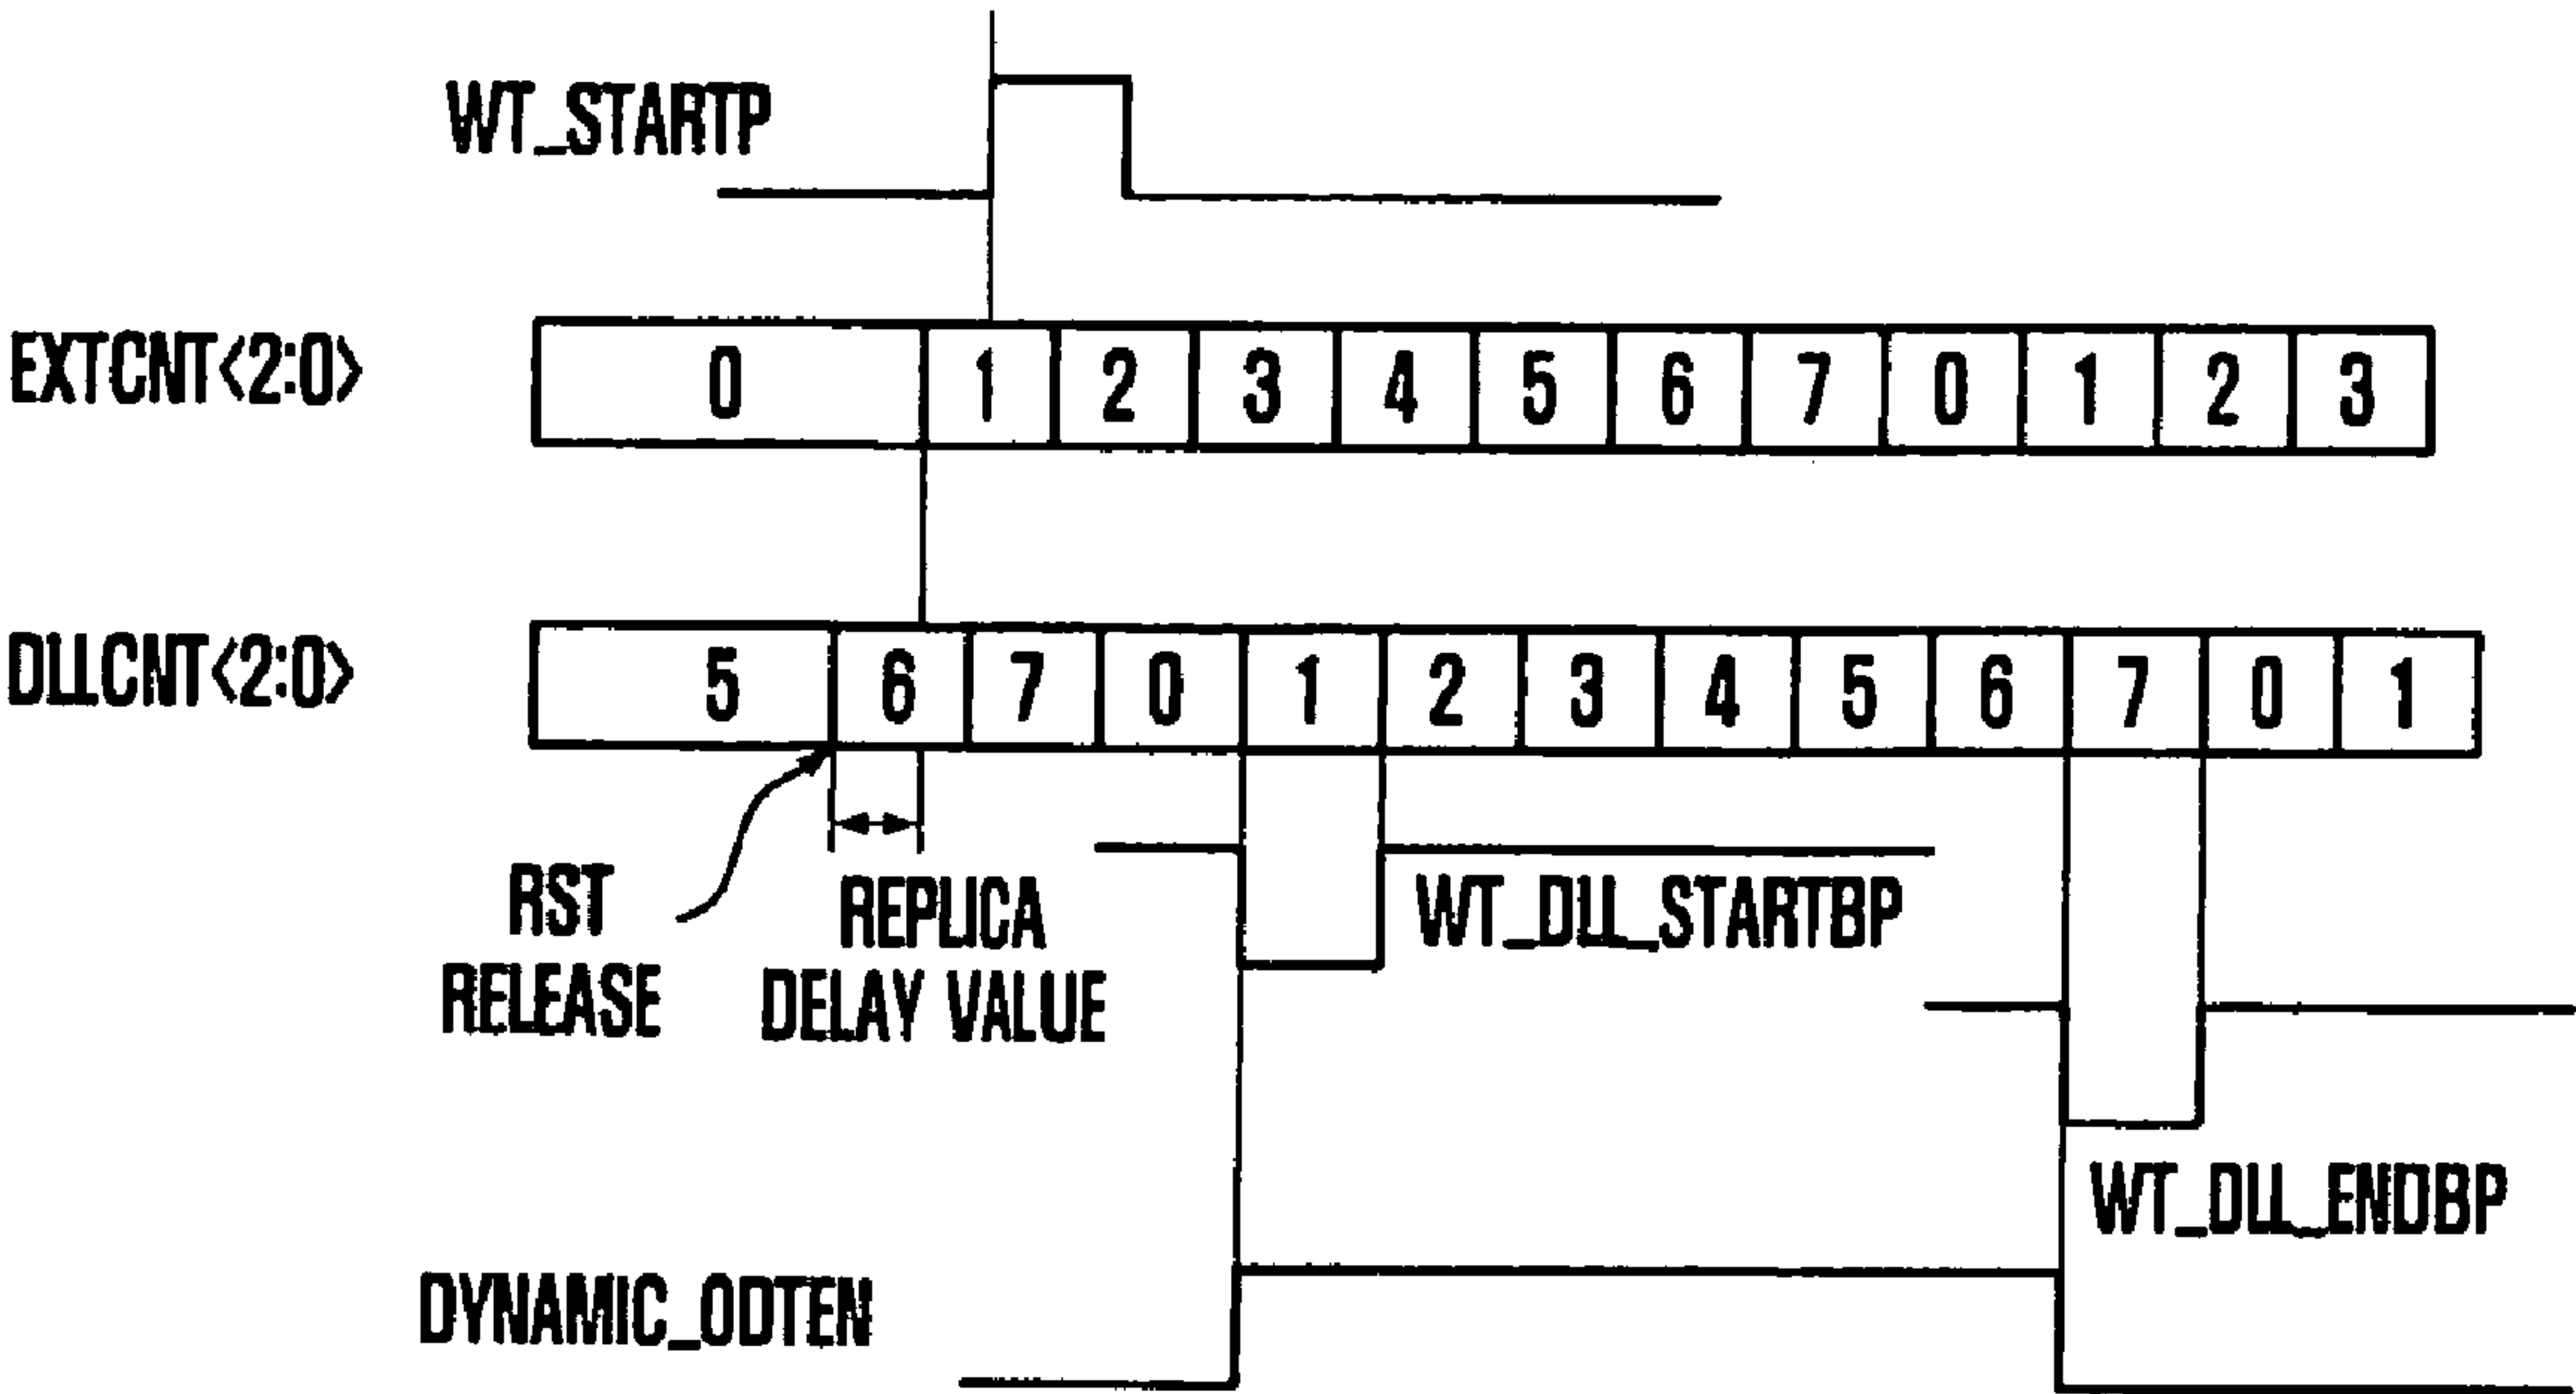 WT_STARTP
EXTCNT<2:0> 0 1 2 3 4 5 6 7 0 1 2 3
DLLCNT<2:0> 5 6 7 0 1 2 3 4 5 6 7 0 1
RST
RELEASE
REPLICA
DELAY VALUE
WT_DLL_STARTBP
WT_DLL_ENDBP
DYNAMIC_ODTEN